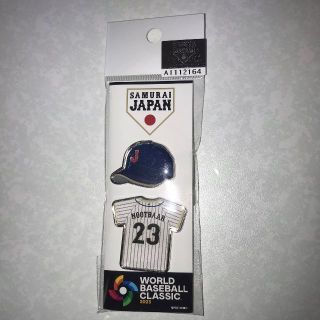 A1112164
SAMURAI
JAPAN
J
NOOTBAAR
23
WORLD
BASEBALL
CLASSIC
2023